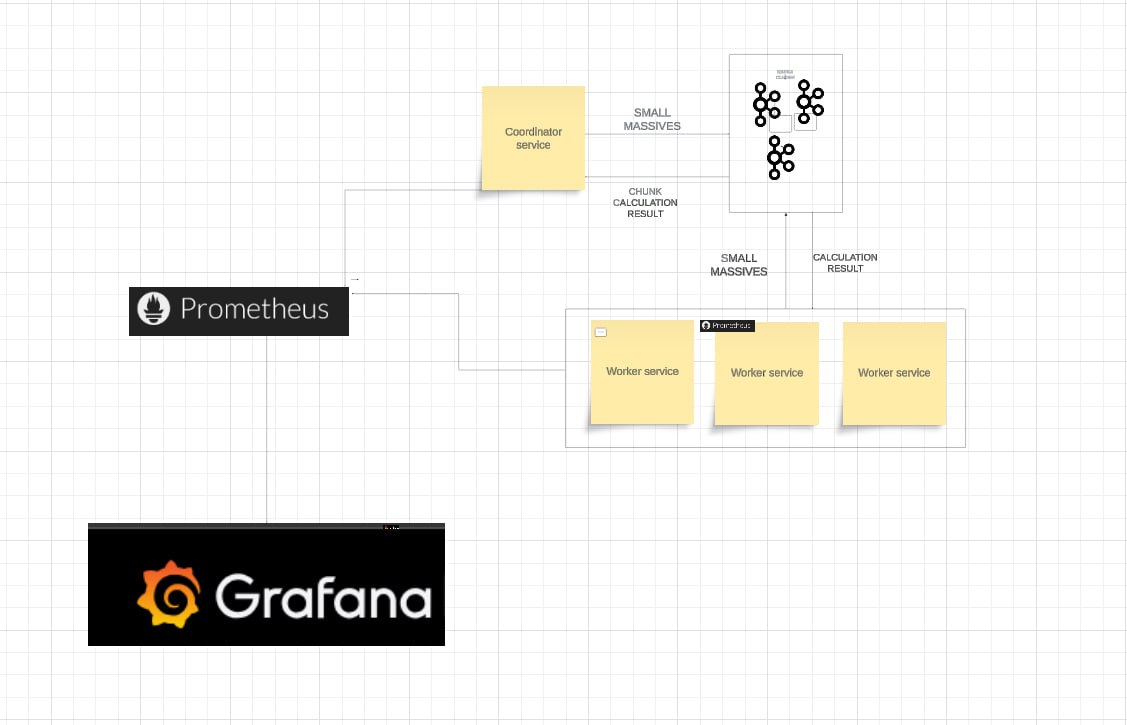 Coordinator
service
SMALL
MASSIVES
CHUNK
CALCULATION
RESULT
SMALL
MASSIVES
CALCULATION
RESULT
Prometheus
Prometheus
Worker service
Worker service
Worker service
Grafana